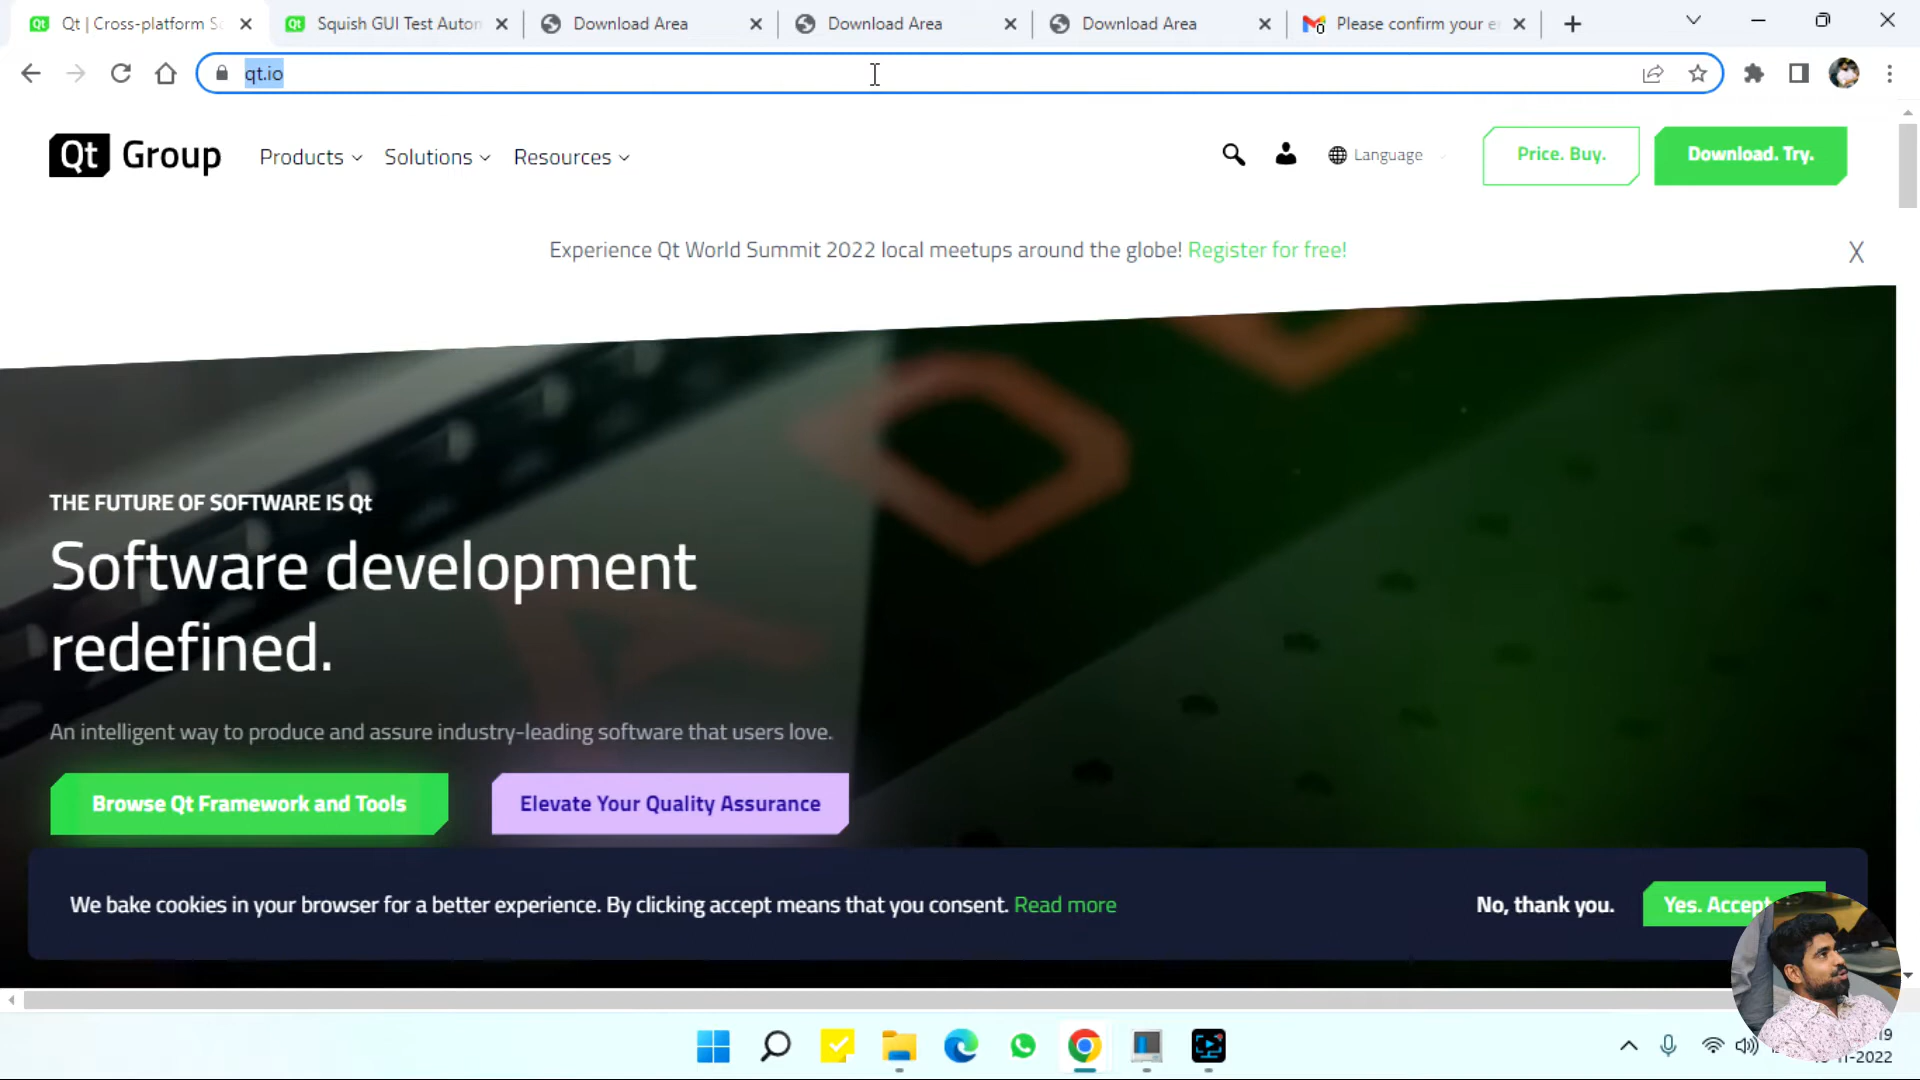 Qt | Cross-platform So
Squish GUI Test Autom
Download Area
Download Area
Download Area
Please confirm your e
qt.io
Qt Group
Products
Solutions
Resources
Language
Price. Buy.
Download. Try.
Experience Qt World Summit 2022 local meetups around the globe! Register for free!
X
THE FUTURE OF SOFTWARE IS Qt
Software development
redefined.
An intelligent way to produce and assure industry-leading software that users love.
Browse Qt Framework and Tools
Elevate Your Quality Assurance
We bake cookies in your browser for a better experience. By clicking accept means that you consent. Read more
No, thank you.
Yes. Accept